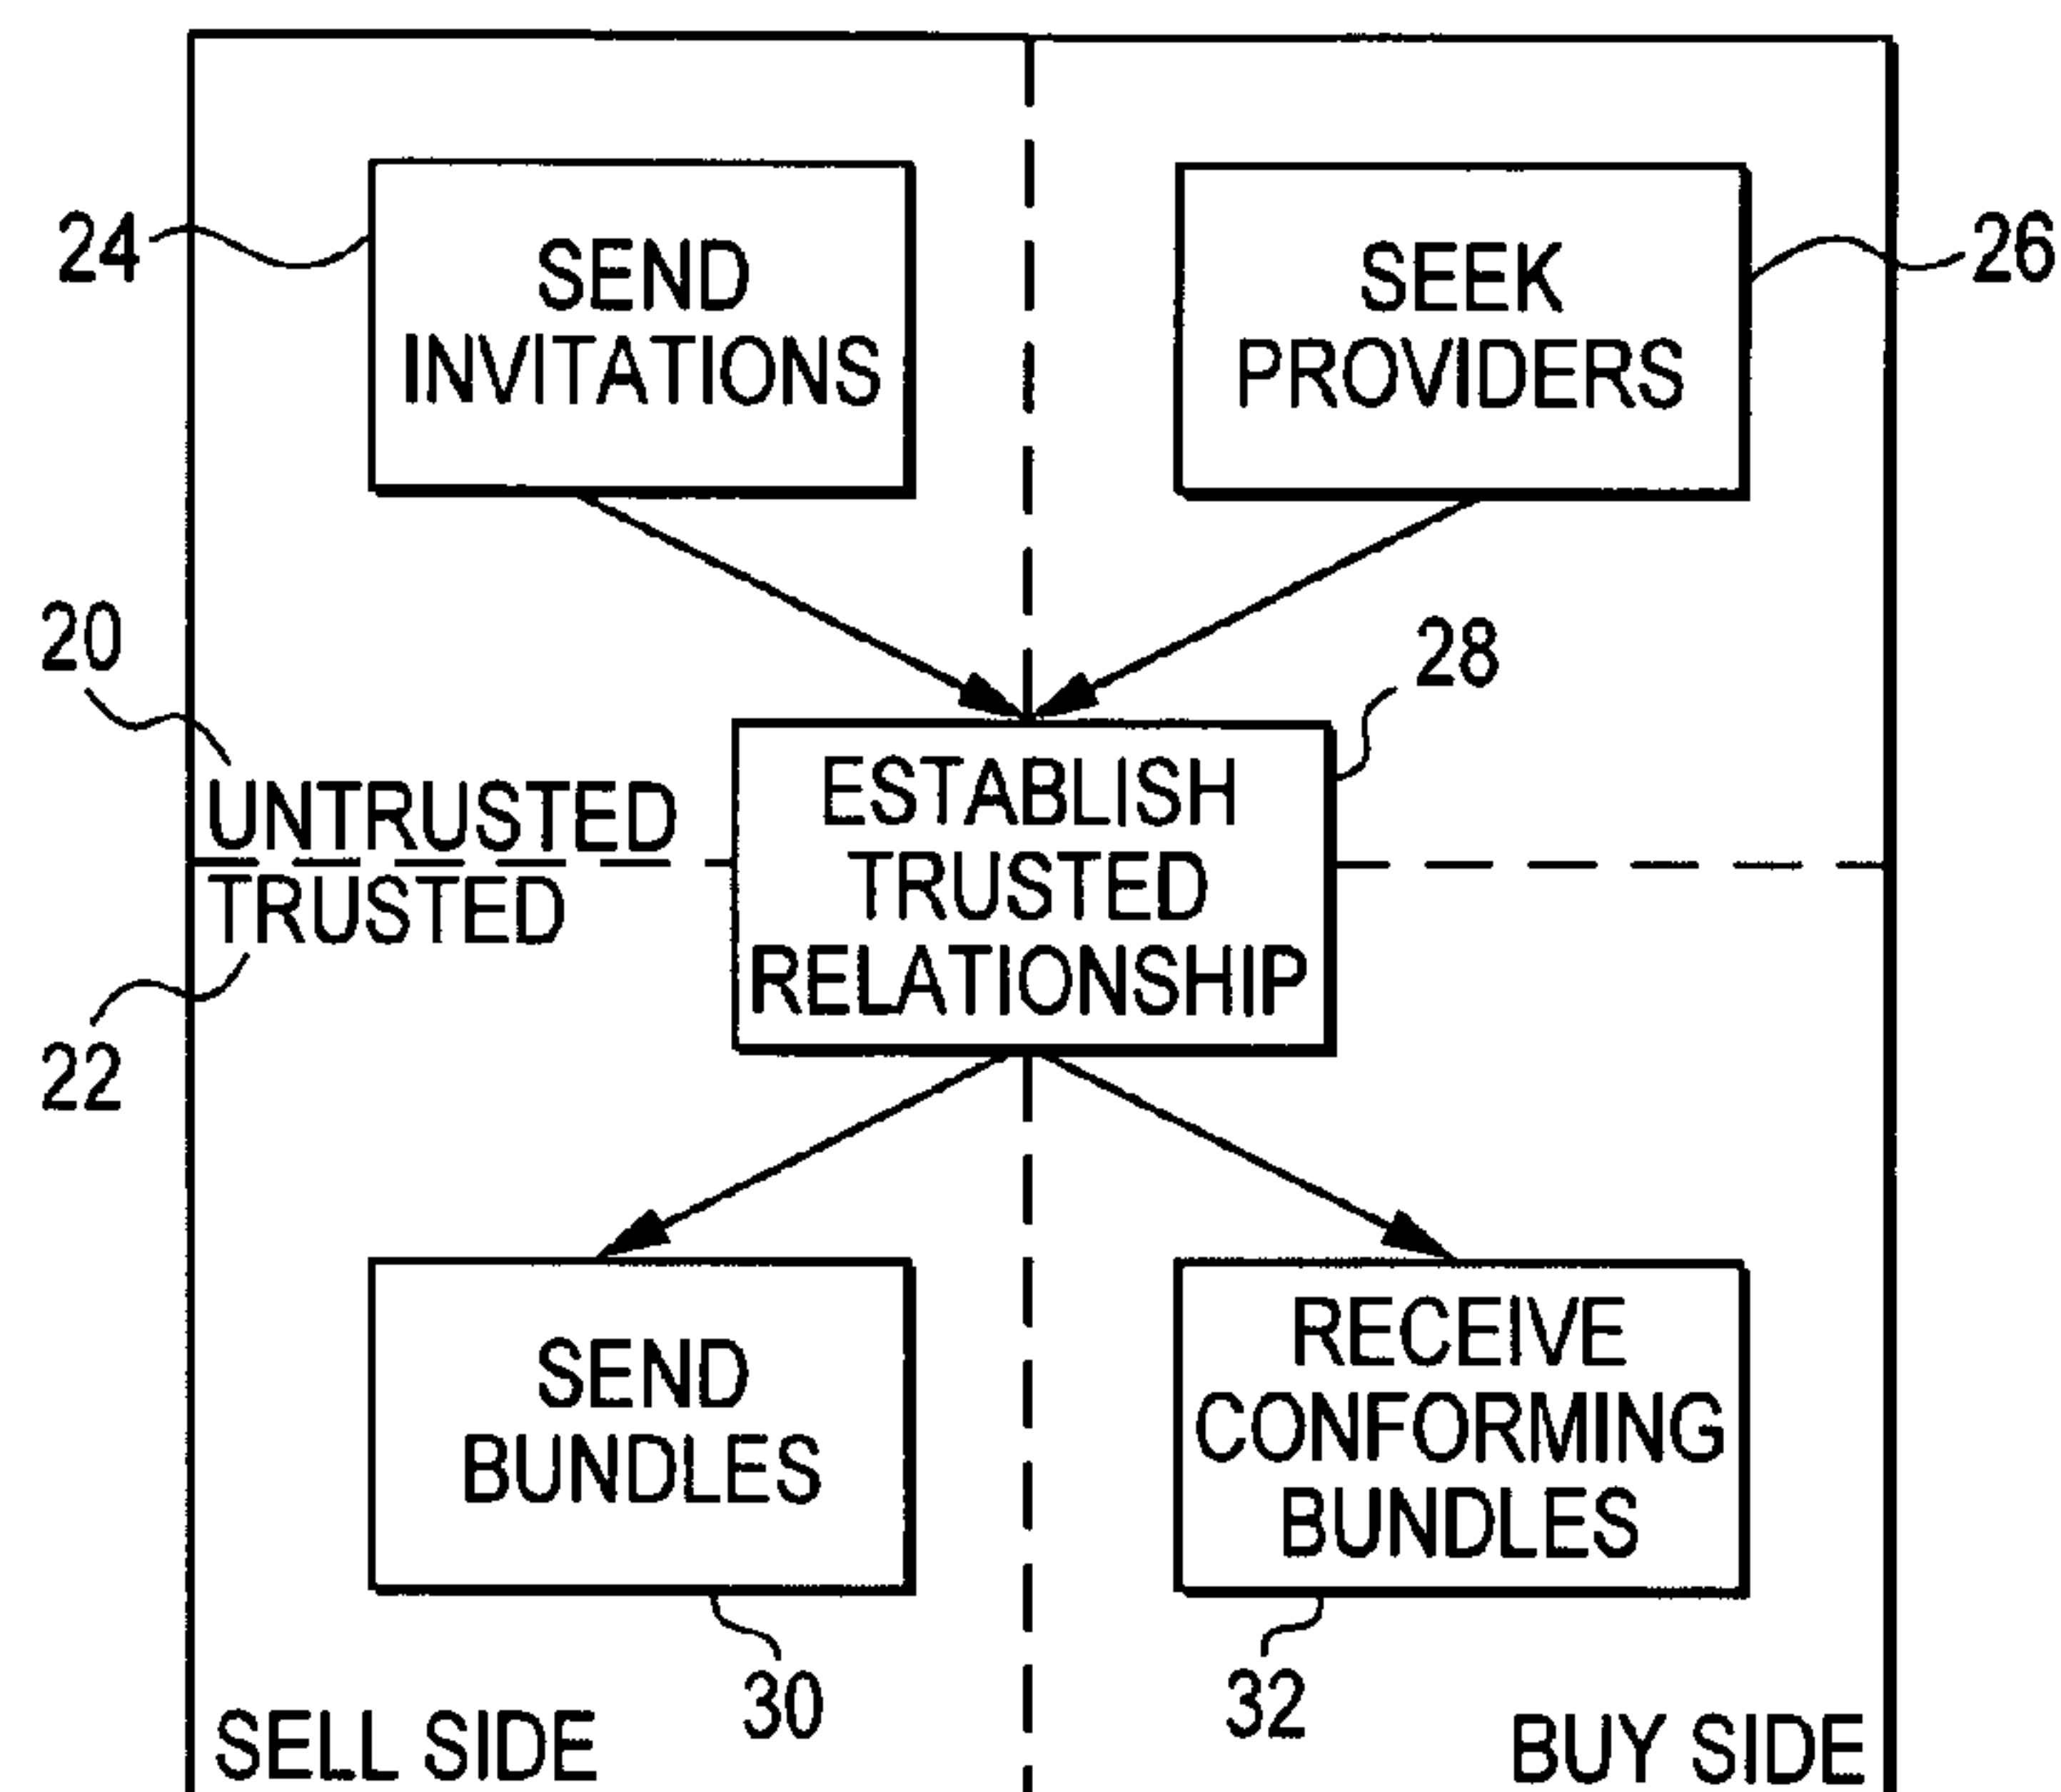 24
SEND
INVITATIONS
SEEK
PROVIDERS
26
20
28
UNTRUSTED
TRUSTED
22
ESTABLISH
TRUSTED
RELATIONSHIP
SEND
BUNDLES
RECEIVE
CONFORMING
BUNDLES
30
32
SELL SIDE
BUY SIDE